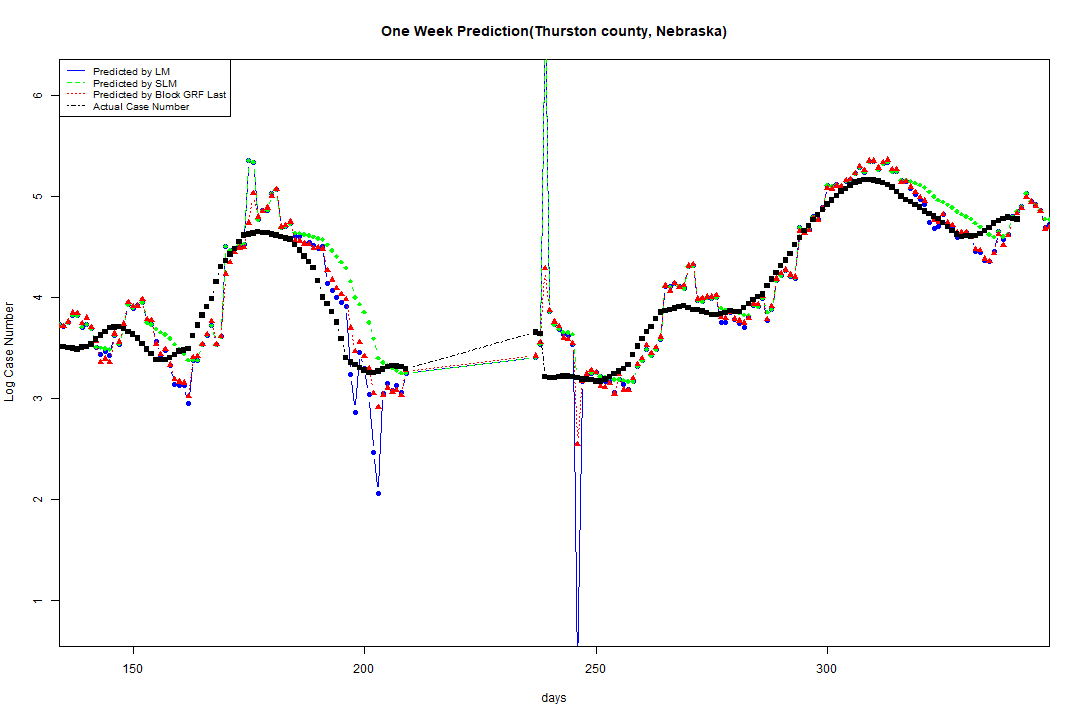 One Week Prediction(Thurston county, Nebraska)
Predicted by LM
Predicted by SLM
Predicted by Block GRF Last
Actual Case Number
6
5
4
3
2
1
Log Case Number
150
200
250
300
days